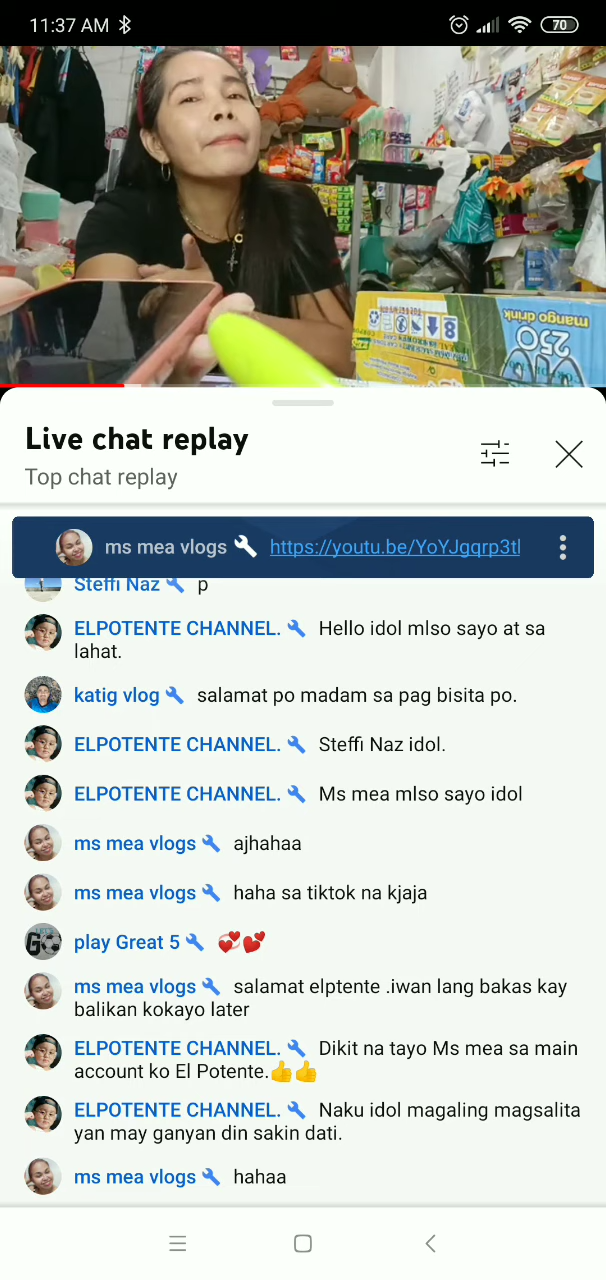 11:37 AM
70
mango drink
250
8
Live chat replay
Top chat replay
ms mea vlogs https://youtu.be/YoYJgqrp3tl
Steffi Naz p
ELPOTENTE CHANNEL. Hello idol mlso sayo at sa
lahat.
katig vlog salamat po madam sa pag bisita po.
ELPOTENTE CHANNEL. Steffi Naz idol.
ELPOTENTE CHANNEL. Ms mea mlso sayo idol
ms mea vlogs ajhahaa
ms mea vlogs haha sa tiktok na kjaja
play Great 5 💞💕
ms mea vlogs salamat elptente .iwan lang bakas kay
balikan kokayo later
ELPOTENTE CHANNEL. Dikit na tayo Ms mea sa main
account ko El Potente.👍👍
ELPOTENTE CHANNEL. Naku idol magaling magsalita
yan may ganyan din sakin dati.
ms mea vlogs hahaa